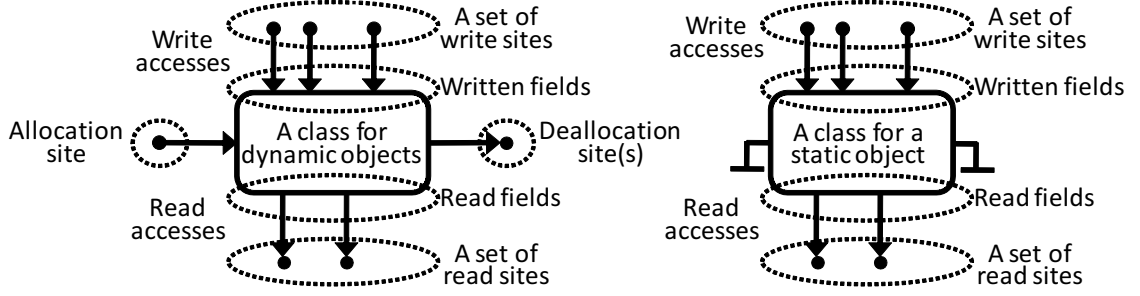 Write
accesses
A set of
write sites
Written fields
Allocation
site
A class for
dynamic objects
Deallocation
site(s)
Read
accesses
Read fields
A set of
read sites
Write
accesses
A set of
write sites
Written fields
A class for a
static object
Read
accesses
Read fields
A set of
read sites